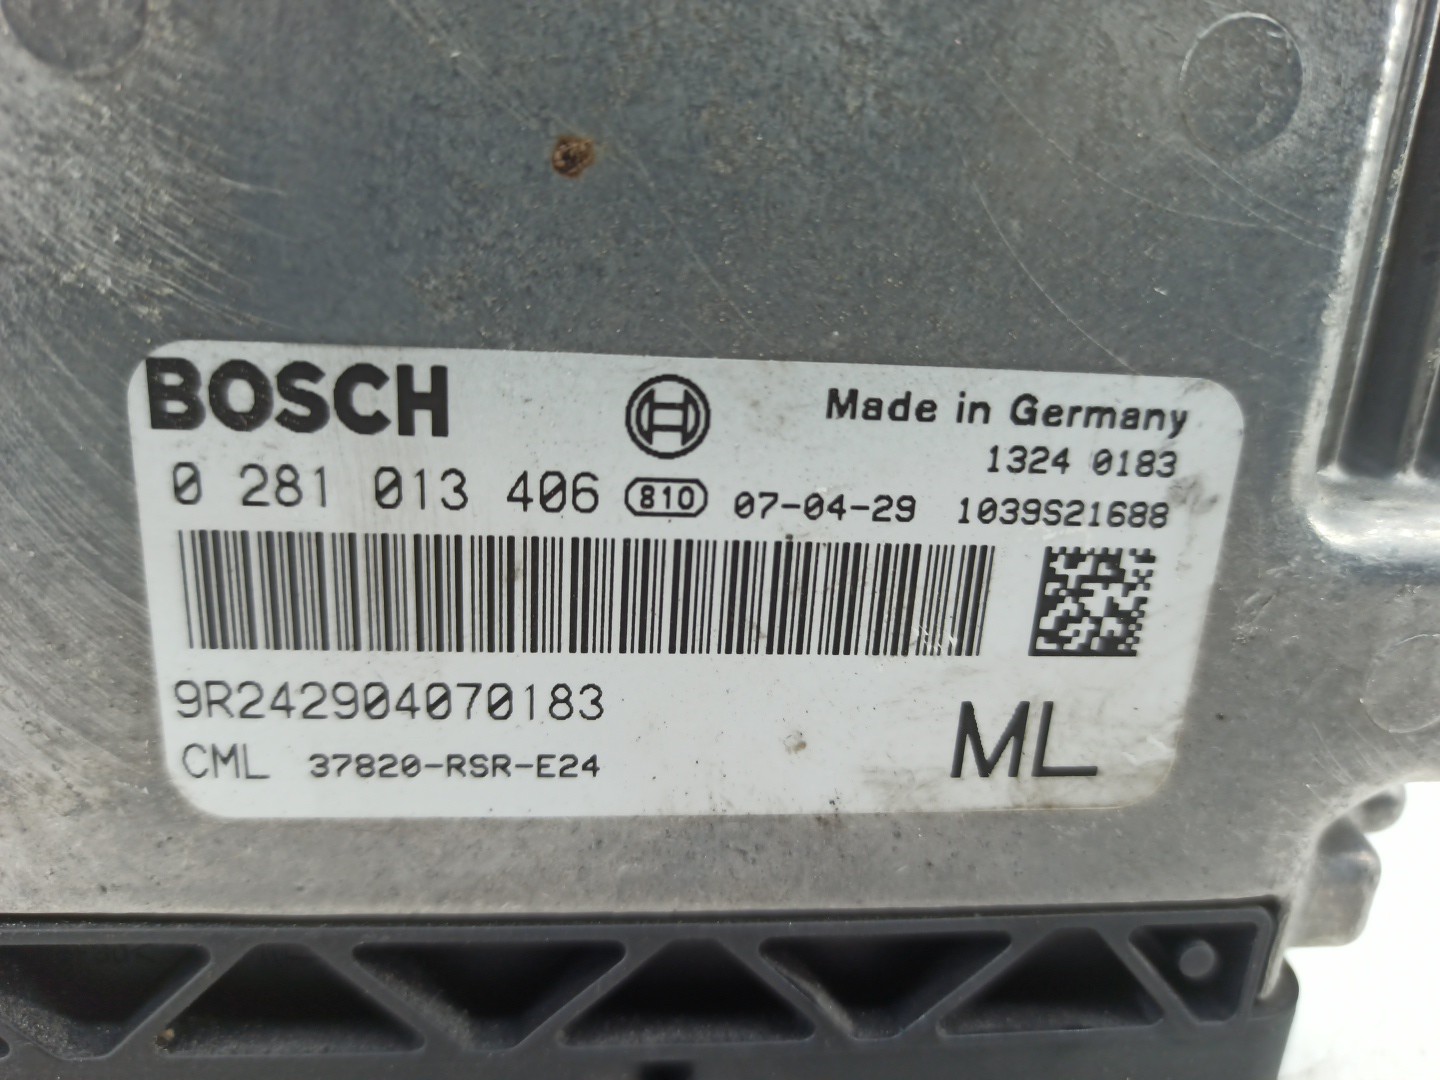 BOSCH
Made in Germany
1324 0183
0 281 013 406 810 07-04-29 1039S21688
9R242904070183
CML 37820-RSR-E24
ML